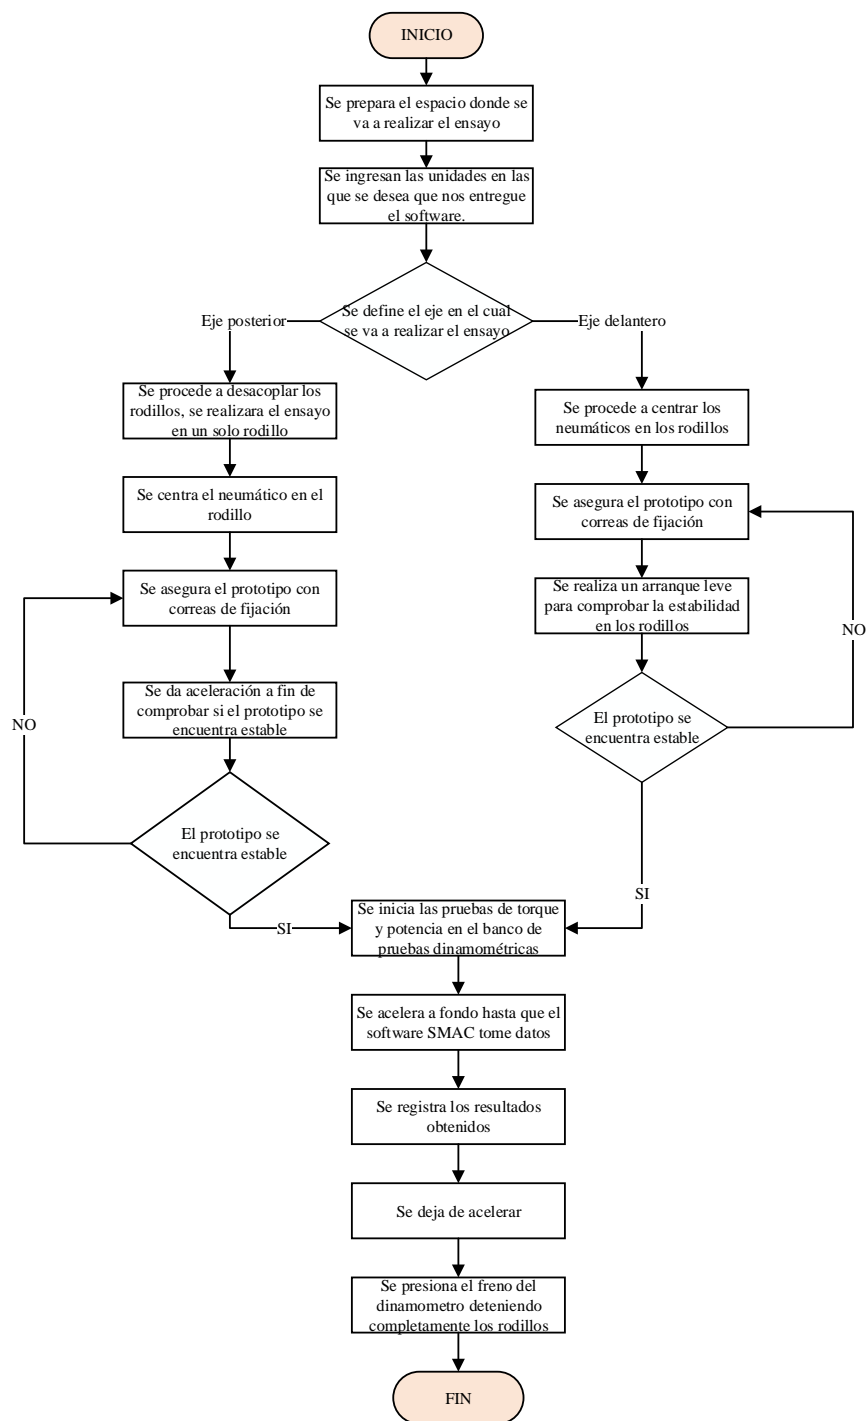 INICIO
Se prepara el espacio donde se
va a realizar el ensayo
Se ingresan las unidades en las
que se desea que nos entregue
el software.
Se define el eje en el cual
se va a realizar el ensayo
Eje posterior
Eje delantero
Se procede a desacoplar los
rodillos, se realizara el ensayo
en un solo rodillo
Se centra el neumático en el
rodillo
Se asegura el prototipo con
correas de fijación
Se da aceleración a fin de
comprobar si el prototipo se
encuentra estable
NO
El prototipo se
encuentra estable
SI
Se procede a centrar los
neumáticos en los rodillos
Se asegura el prototipo con
correas de fijación
Se realiza un arranque leve
para comprobar la estabilidad
en los rodillos
NO
El prototipo se
encuentra estable
SI
Se inicia las pruebas de torque
y potencia en el banco de
pruebas dinamométricas
Se acelera a fondo hasta que el
software SMAC tome datos
Se registra los resultados
obtenidos
Se deja de acelerar
Se presiona el freno del
dinamometro deteniendo
completamente los rodillos
FIN